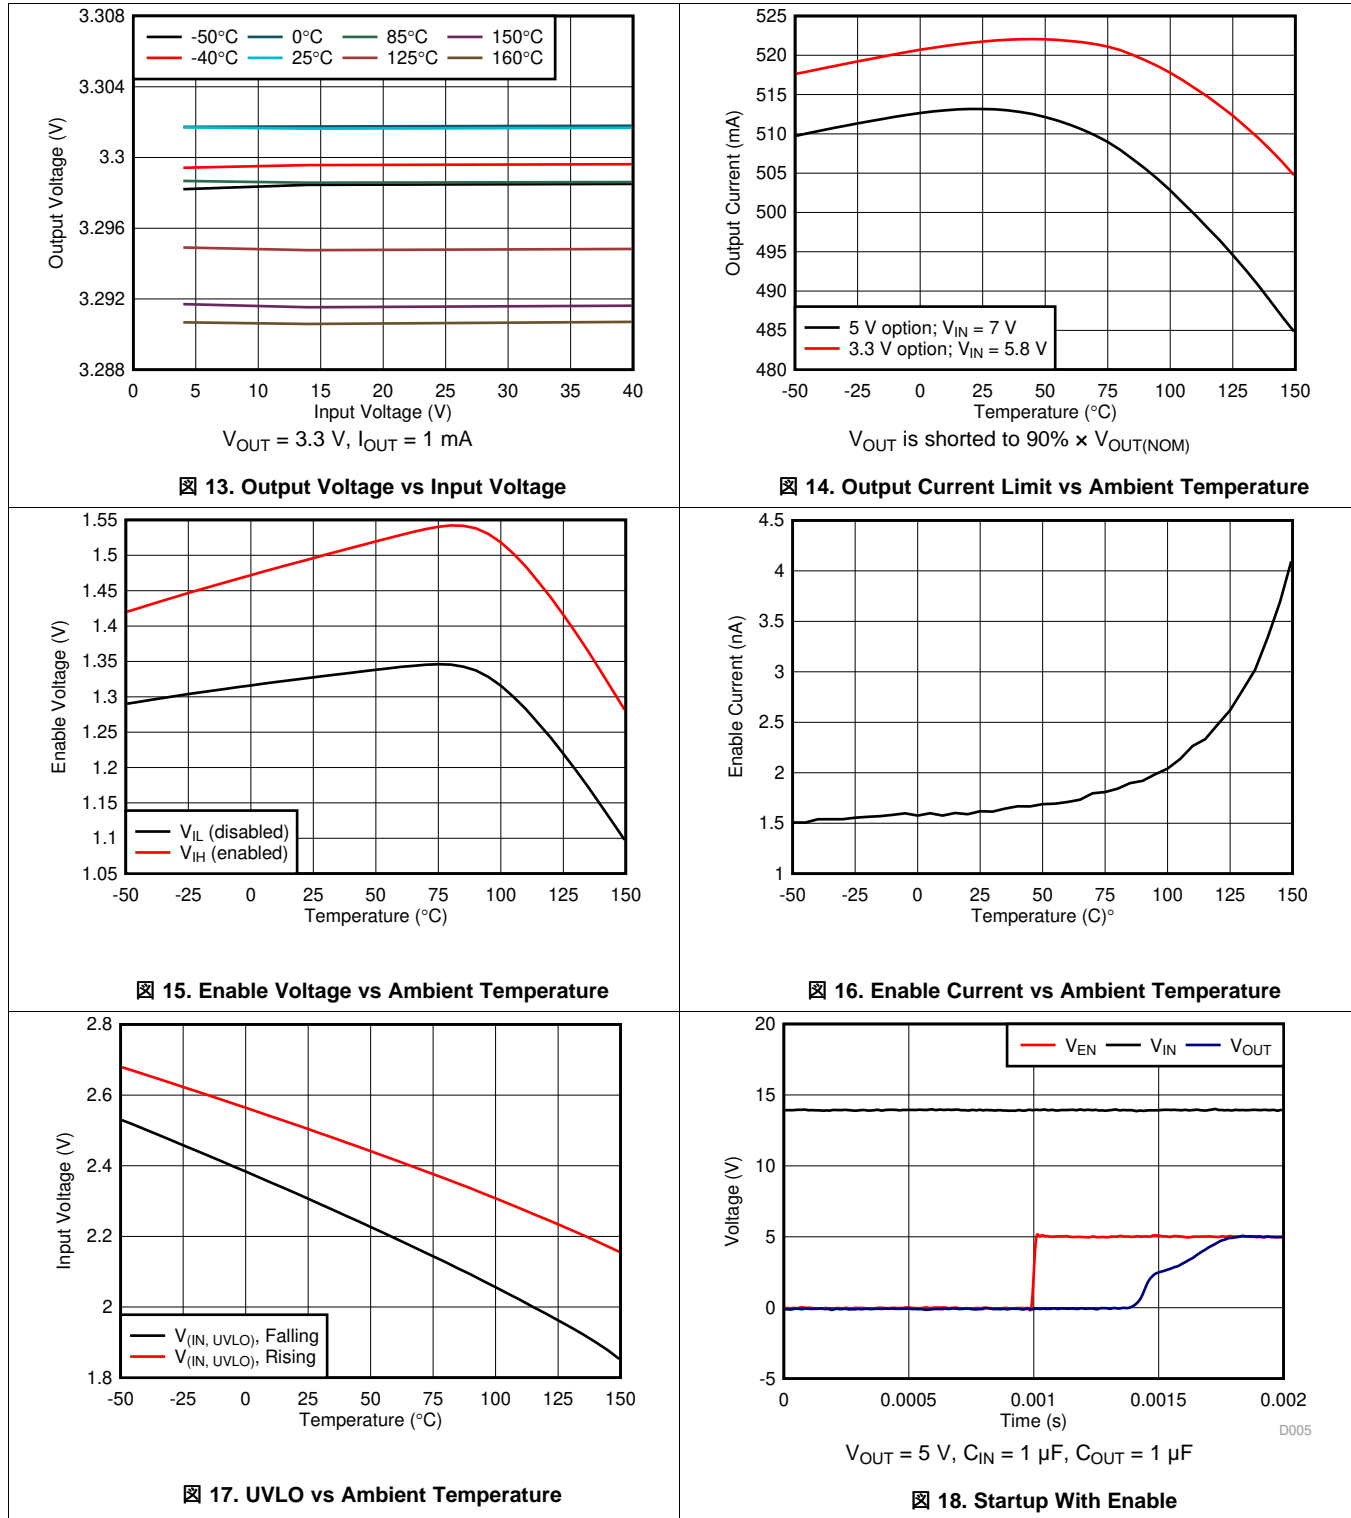 3.308
3.304
3.3
3.296
3.292
3.288
Output Voltage (V)
-50°C 0°C 85°C 150°C
-40°C 25°C 125°C 160°C
0 5 10 15 20 25 30 35 40
Input Voltage (V)
VOUT = 3.3 V, IOUT = 1 mA
図 13. Output Voltage vs Input Voltage
525
520
515
510
505
500
495
490
485
480
Output Current (mA)
5 V option; VIN = 7 V
3.3 V option; VIN = 5.8 V
-50 -25 0 25 50 75 100 125 150
Temperature (°C)
VOUT is shorted to 90% × VOUT(NOM)
図 14. Output Current Limit vs Ambient Temperature
1.55
1.5
1.45
1.4
1.35
1.3
1.25
1.2
1.15
1.1
1.05
Enable Voltage (V)
VIL (disabled)
VIH (enabled)
-50 -25 0 25 50 75 100 125 150
Temperature (°C)
図 15. Enable Voltage vs Ambient Temperature
4.5
4
3.5
3
2.5
2
1.5
1
Enable Current (nA)
-50 -25 0 25 50 75 100 125 150
Temperature (C)°
図 16. Enable Current vs Ambient Temperature
2.8
2.6
2.4
2.2
2
1.8
Input Voltage (V)
V(IN, UVLO), Falling
V(IN, UVLO), Rising
-50 -25 0 25 50 75 100 125 150
Temperature (°C)
図 17. UVLO vs Ambient Temperature
20
15
10
5
0
-5
Voltage (V)
VEN VIN VOUT
0 0.0005 0.001 0.0015 0.002
Time (s)
D005
VOUT = 5 V, CIN = 1 µF, COUT = 1 µF
図 18. Startup With Enable